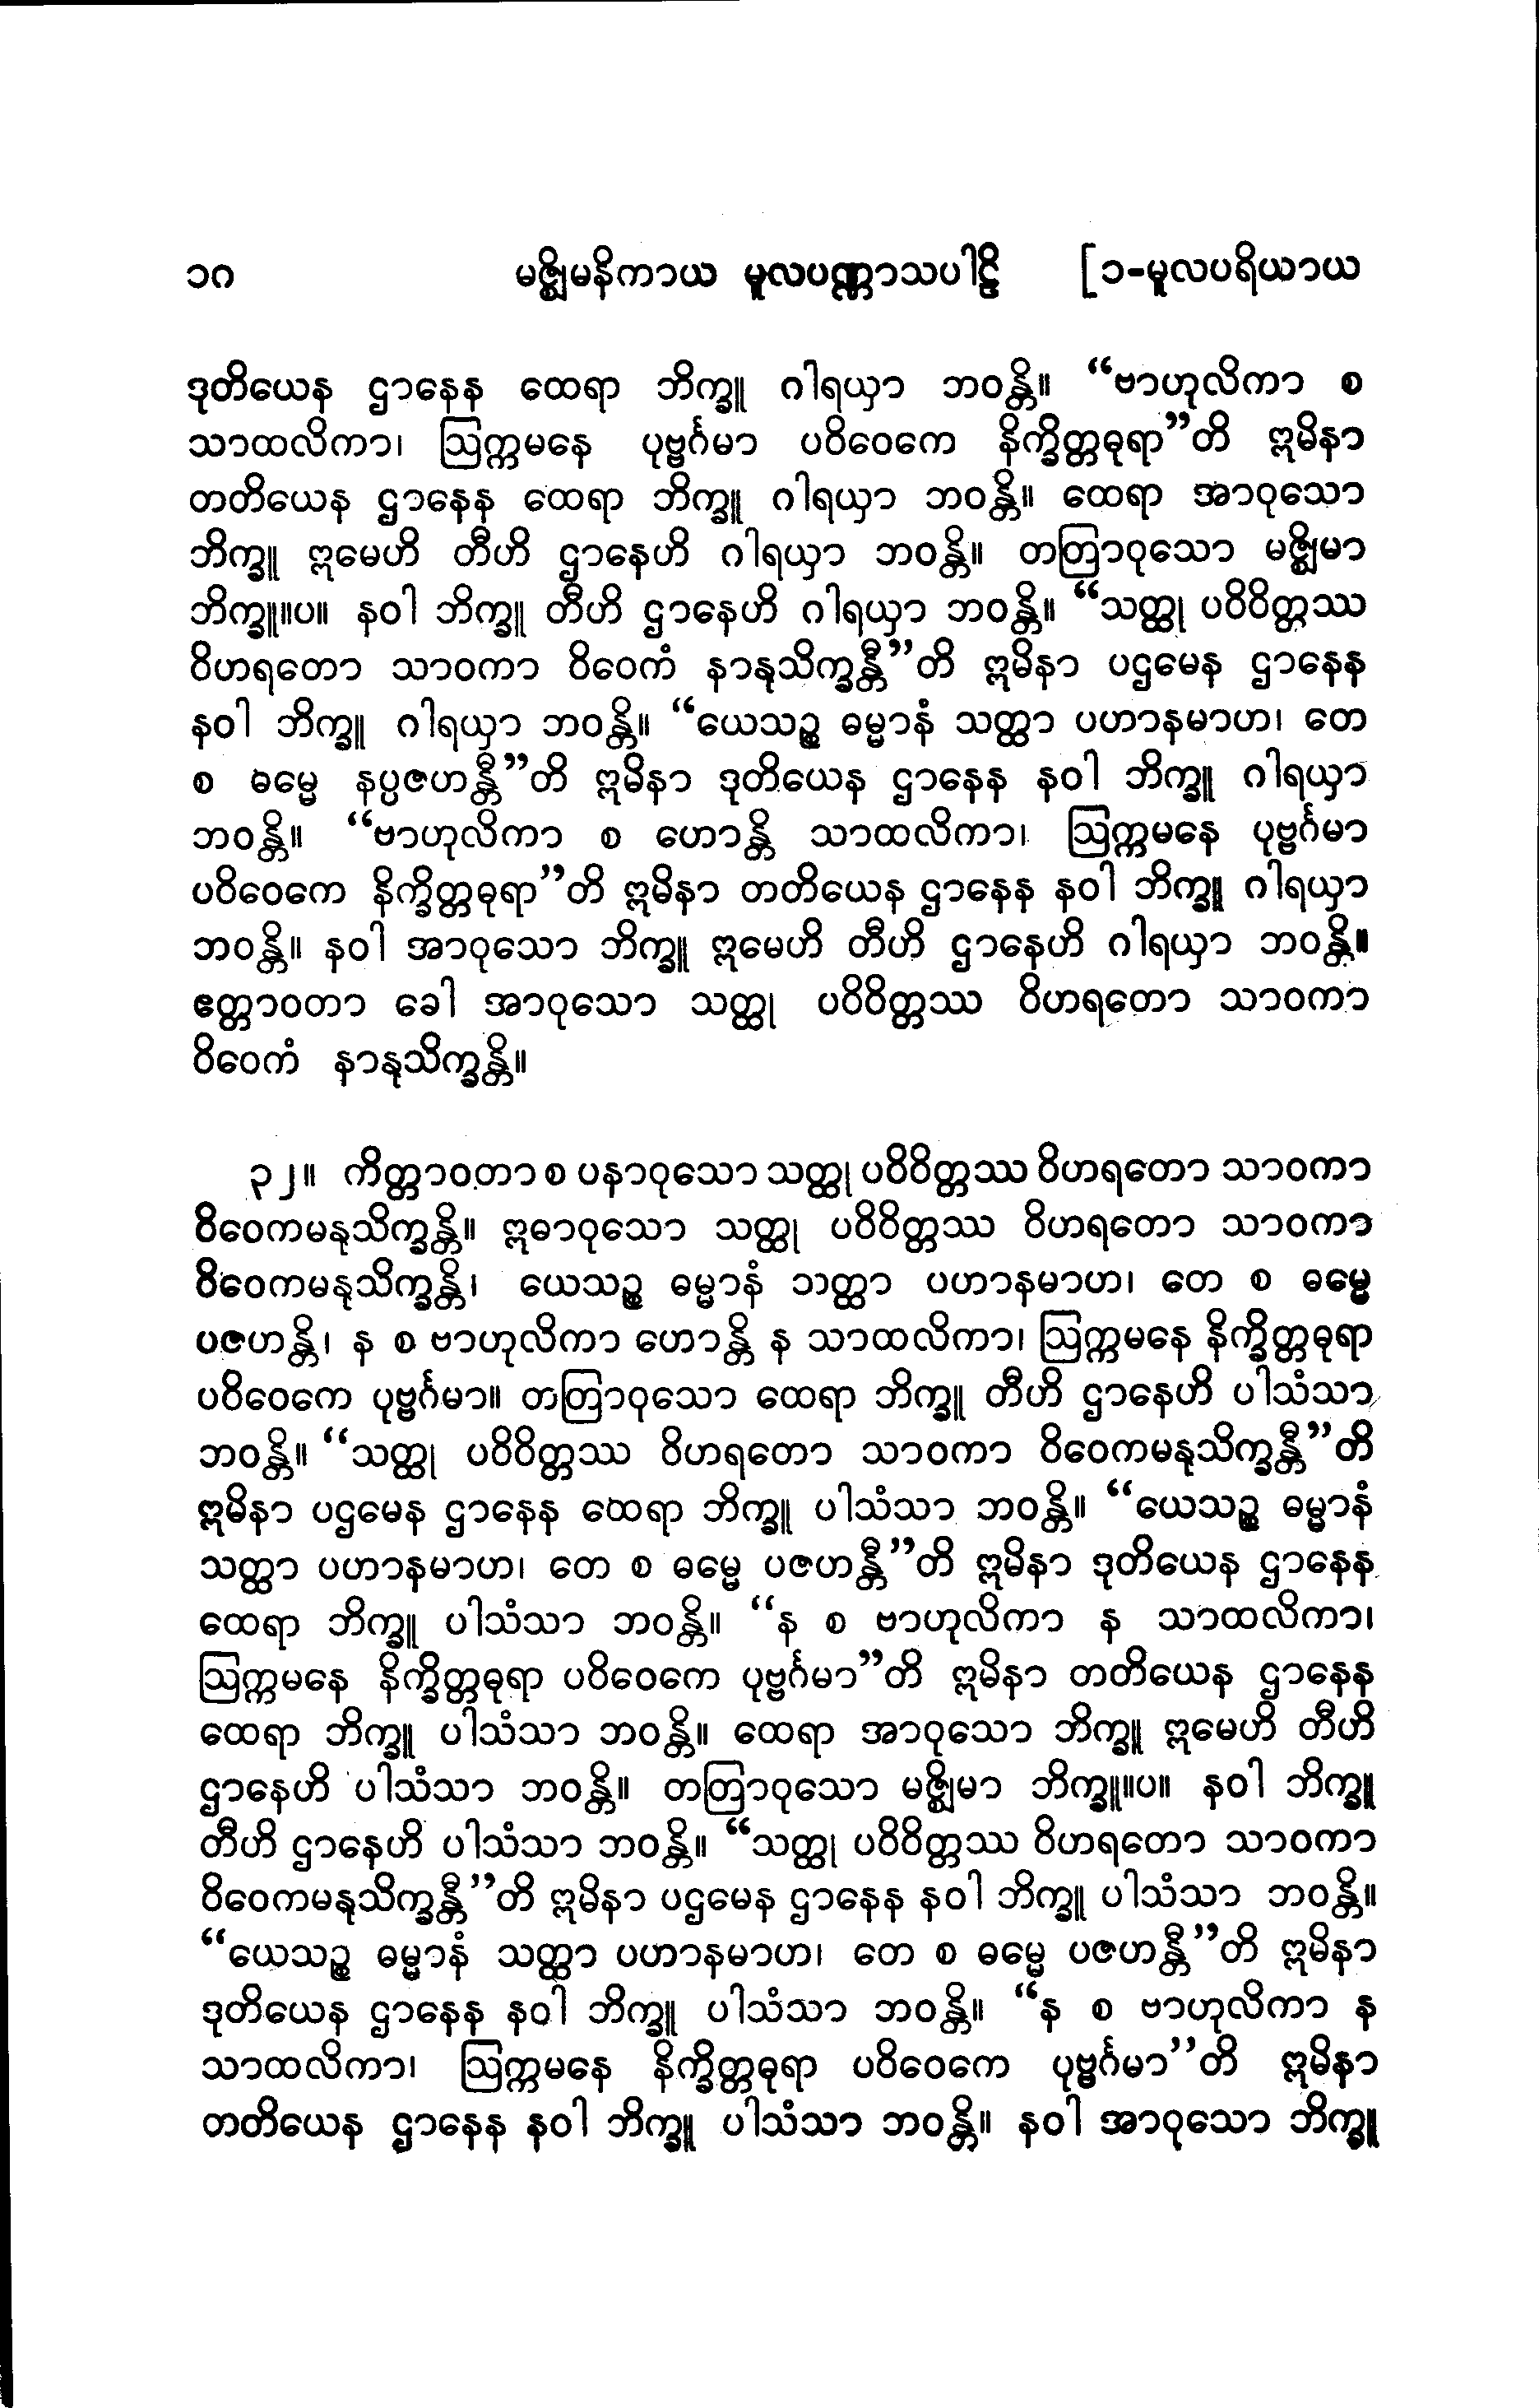 ၁ဂ မဇ္ဈိမနိကာယ မူလပဏ္ဏာသပါဠိ [၁-မူလပရိယာယ
ဒုတိယေန ဌာနေန ထေရာ ဘိက္ခူ ဂါရယှာ ဘဝန္တိ။ “ဗာဟုလိကာ စ
သာထလိကာ၊ ဩက္ကမနေ ပုဗ္ဗင်္ဂမာ ပဝိဝေကေ နိက္ခိတ္တဓုရာ”တိ ဣမိနာ
တတိယေန ဌာနေန ထေရာ ဘိက္ခူ ဂါရယှာ ဘဝန္တိ။ ထေရာ အာဝုသော
ဘိက္ခူ ဣမေဟိ တီဟိ ဌာနေဟိ ဂါရယှာ ဘဝန္တိ။ တတြာဝုသော မဇ္ဈိမာ
ဘိက္ခူ။ပ။ နဝါ ဘိက္ခူ တီဟိ ဌာနေဟိ ဂါရယှာ ဘဝန္တိ။ “သတ္ထု ပဝိဝိတ္တဿ
ဝိဟရတော သာဝကာ ဝိဝေကံ နာနုသိက္ခန္တီ”တိ ဣမိနာ ပဌမေန ဌာနေန
နဝါ ဘိက္ခူ ဂါရယှာ ဘဝန္တိ။ “ယေသဉ္စ ဓမ္မာနံ သတ္ထာ ပဟာနမာဟ၊ တေ
စ ဓမ္မေ နပ္ပဇဟန္တီ”တိ ဣမိနာ ဒုတိယေန ဌာနေန နဝါ ဘိက္ခူ ဂါရယှာ
ဘဝန္တိ။ “ဗာဟုလိကာ စ ဟောန္တိ သာထလိကာ၊ ဩက္ကမနေ ပုဗ္ဗင်္ဂမာ
ပဝိဝေကေ နိက္ခိတ္တဓုရာ”တိ ဣမိနာ တတိယေန ဌာနေန နဝါ ဘိက္ခူ ဂါရယှာ
ဘဝန္တိ။ နဝါ အာဝုသော ဘိက္ခူ ဣမေဟိ တီဟိ ဌာနေဟိ ဂါရယှာ ဘဝန္တိ။
ဧတ္တာဝတာ ခေါ အာဝုသော သတ္ထု ပဝိဝိတ္တဿ ဝိဟရတော သာဝကာ
ဝိဝေကံ နာနုသိက္ခန္တိ။
၃၂။ ကိတ္တာဝတာ စ ပနာဝုသော သတ္ထု ပဝိဝိတ္တဿ ဝိဟရတော သာဝကာ
ဝိဝေကမနုသိက္ခန္တိ။ ဣဓာဝုသော သတ္ထု ပဝိဝိတ္တဿ ဝိဟရတော သာဝကာ
ဝိဝေကမနုသိက္ခန္တိ၊ ယေသဉ္စ ဓမ္မာနံ သတ္ထာ ပဟာနမာဟ၊ တေ စ ဓမ္မေ
ပဇဟန္တိ၊ န စ ဗာဟုလိကာ ဟောန္တိ န သာထလိကာ၊ ဩက္ကမနေ နိက္ခိတ္တဓုရာ
ပဝိဝေကေ ပုဗ္ဗင်္ဂမာ။ တတြာဝုသော ထေရာ ဘိက္ခူ တီဟိ ဌာနေဟိ ပါသံသာ
ဘဝန္တိ။ “သတ္ထု ပဝိဝိတ္တဿ ဝိဟရတော သာဝကာ ဝိဝေကမနုသိက္ခန္တီ”တိ
ဣမိနာ ပဌမေန ဌာနေန ထေရာ ဘိက္ခူ ပါသံသာ ဘဝန္တိ။ “ယေသဉ္စ ဓမ္မာနံ
သတ္ထာ ပဟာနမာဟ၊ တေ စ ဓမ္မေ ပဇဟန္တီ”တိ ဣမိနာ ဒုတိယေန ဌာနေန
ထေရာ ဘိက္ခူ ပါသံသာ ဘဝန္တိ။ “န စ ဗာဟုလိကာ န သာထလိကာ၊
ဩက္ကမနေ နိက္ခိတ္တဓုရာ ပဝိဝေကေ ပုဗ္ဗင်္ဂမာ”တိ ဣမိနာ တတိယေန ဌာနေန
ထေရာ ဘိက္ခူ ပါသံသာ ဘဝန္တိ။ ထေရာ အာဝုသော ဘိက္ခူ ဣမေဟိ တီဟိ
ဌာနေဟိ ပါသံသာ ဘဝန္တိ။ တတြာဝုသော မဇ္ဈိမာ ဘိက္ခူ။ပ။ နဝါ ဘိက္ခူ
တီဟိ ဌာနေဟိ ပါသံသာ ဘဝန္တိ။ “သတ္ထု ပဝိဝိတ္တဿ ဝိဟရတော သာဝကာ
ဝိဝေကမနုသိက္ခန္တီ”တိ ဣမိနာ ပဌမေန ဌာနေန နဝါ ဘိက္ခူ ပါသံသာ ဘဝန္တိ။
“ယေသဉ္စ ဓမ္မာနံ သတ္ထာ ပဟာနမာဟ၊ တေ စ ဓမ္မေ ပဇဟန္တီ”တိ ဣမိနာ
ဒုတိယေန ဌာနေန နဝါ ဘိက္ခူ ပါသံသာ ဘဝန္တိ။ “န စ ဗာဟုလိကာ န
သာထလိကာ၊ ဩက္ကမနေ နိက္ခိတ္တဓုရာ ပဝိဝေကေ ပုဗ္ဗင်္ဂမာ”တိ ဣမိနာ
တတိယေန ဌာနေန နဝါ ဘိက္ခူ ပါသံသာ ဘဝန္တိ။ နဝါ အာဝုသော ဘိက္ခူ